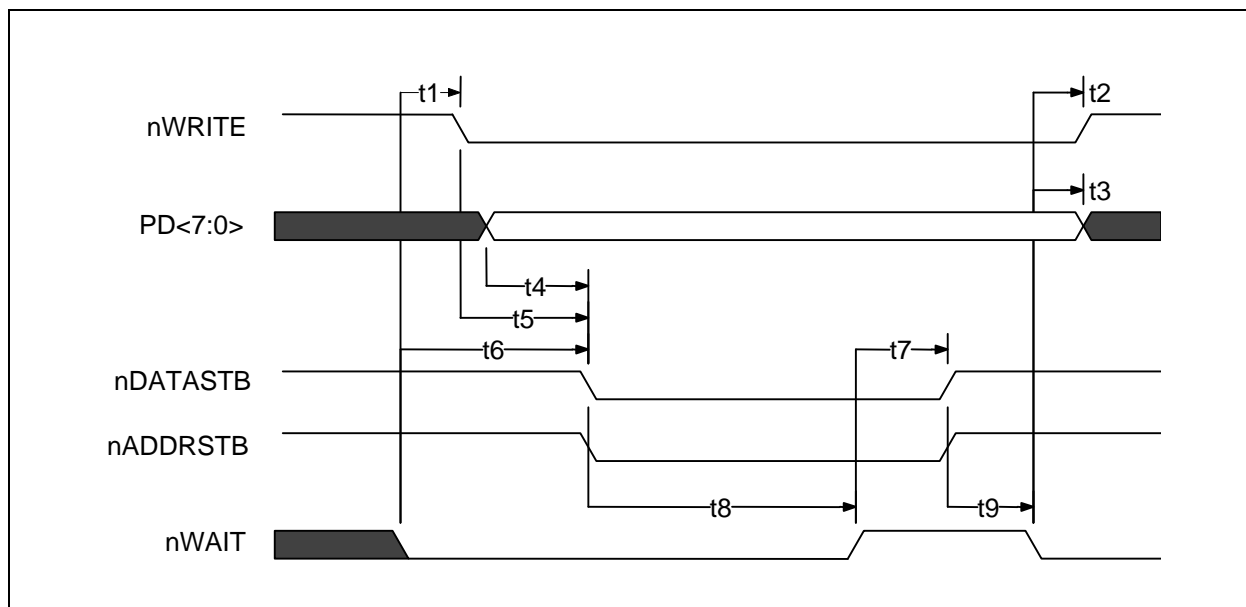 t1
t2
nWRITE
t3
PD<7:0>
t4
t5
t6
t7
nDATASTB
nADDRSTB
t8
t9
nWAIT